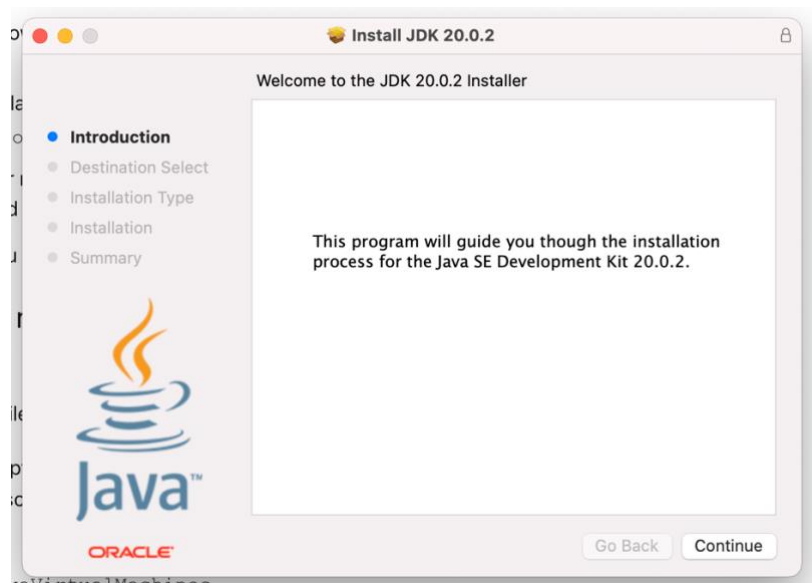 Install JDK 20.0.2
Welcome to the JDK 20.0.2 Installer
Introduction
Destination Select
Installation Type
Installation
Summary
This program will guide you though the installation
process for the Java SE Development Kit 20.0.2.
Java™
ORACLE
Go Back
Continue